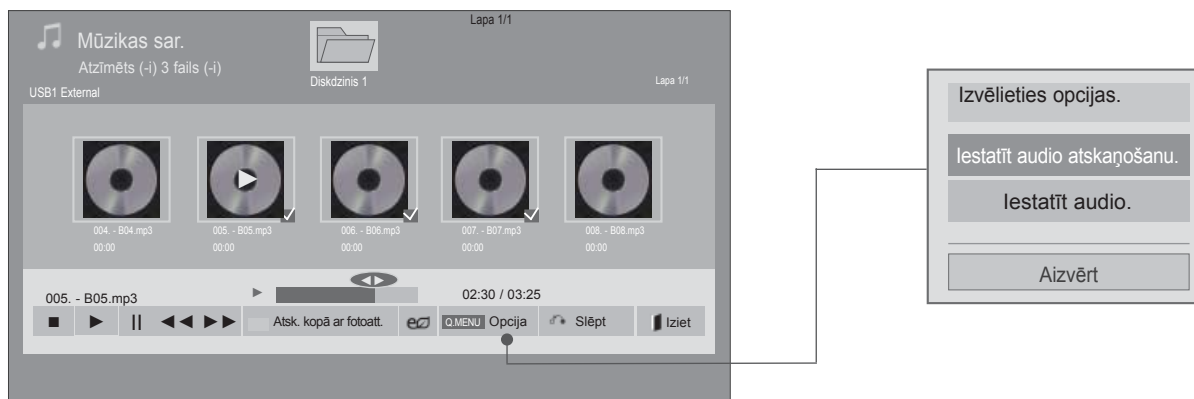 Lapa 1/1
Mūzikas sar.
Atzīmēts (-i) 3 fails (-i)
Diskdzinis 1
USB1 External
Lapa 1/1
004. - B04.mp3
00:00
005. - B05.mp3
00:00
006. - B06.mp3
00:00
007. - B07.mp3
00:00
008. - B08.mp3
00:00
005. - B05.mp3
02:30 / 03:25
Atsk. kopā ar fotoatt.
Q.MENU Opcija
Slēpt
Iziet
Izvēlieties opcijas.
Iestatīt audio atskaņošanu.
Iestatīt audio.
Aizvērt